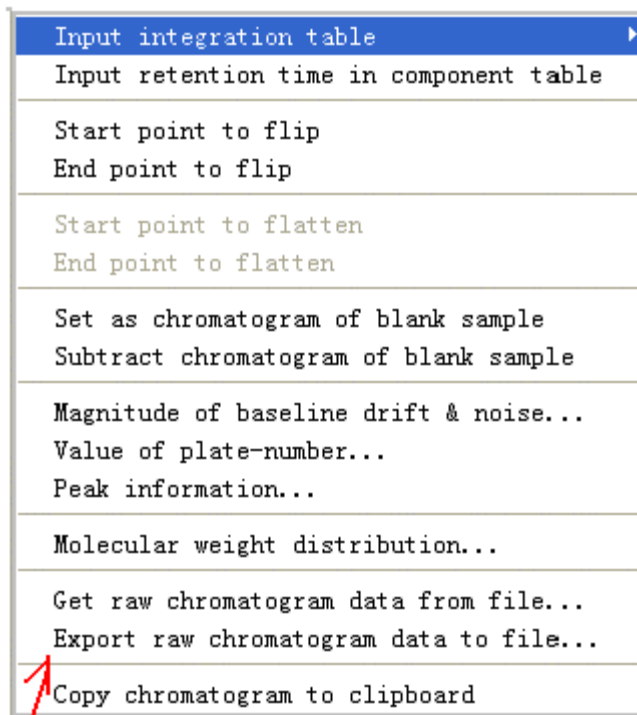 Input integration table
Input retention time in component table
Start point to flip
End point to flip
Start point to flatten
End point to flatten
Set as chromatogram of blank sample
Subtract chromatogram of blank sample
Magnitude of baseline drift & noise...
Value of plate-number...
Peak information...
Molecular weight distribution...
Get raw chromatogram data from file...
Export raw chromatogram data to file...
Copy chromatogram to clipboard